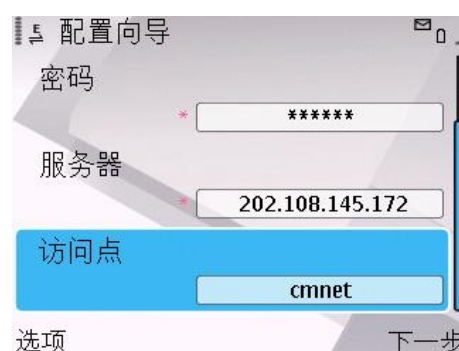 配置向导
密码
* ******
服务器
* 202.108.145.172
访问点
cmnet
选项 下一步